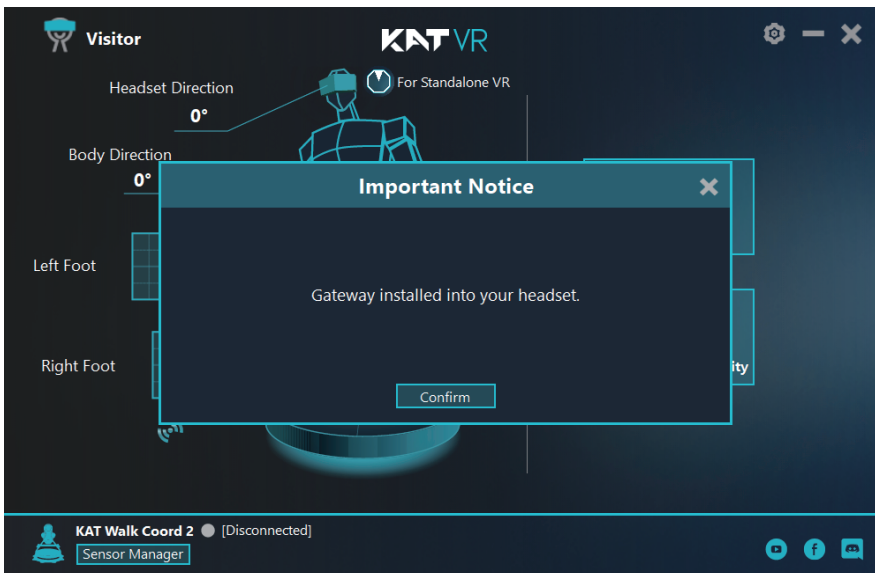 Visitor
KAT VR
Headset Direction
0°
For Standalone VR
Body Direction
0°
Important Notice
Left Foot
Gateway installed into your headset.
Right Foot
ity
Confirm
KAT Walk Coord 2 [Disconnected]
Sensor Manager